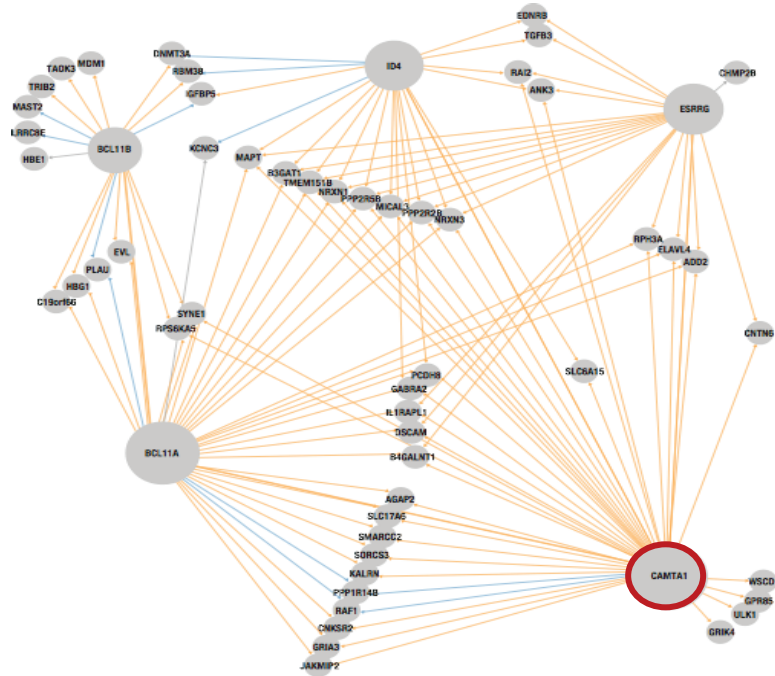 EDNRB
TGFB3
DNMT3A
RBM38
IGFBP5
ID4
RAI2
ANK3
CHMP2B
ESRRG
MDM1
TAOK3
TRIB2
MAST2
LRRC8E
HBE1
BCL11B
KCNC3
MAPT
B3GAT1
TMEM151B
NRXN1
PPP2R5B
MICAL3
PPP2R2B
NRXN3
RPH3A
ELAVL4
ADD2
EVL
PLAU
HBG1
C19orf66
SYNE1
RPS6KA5
CNTN6
SLC6A15
PCDH8
GABRA2
IL1RAPL1
DSCAM
B4GALNT1
BCL11A
AGAP2
SLC17A6
SMARCC2
SORCS3
KALRN
PPP1R14B
RAF1
CNKSR2
GRIA3
JAKMIP2
CAMTA1
WSCD
GPR85
ULK1
GRIK4